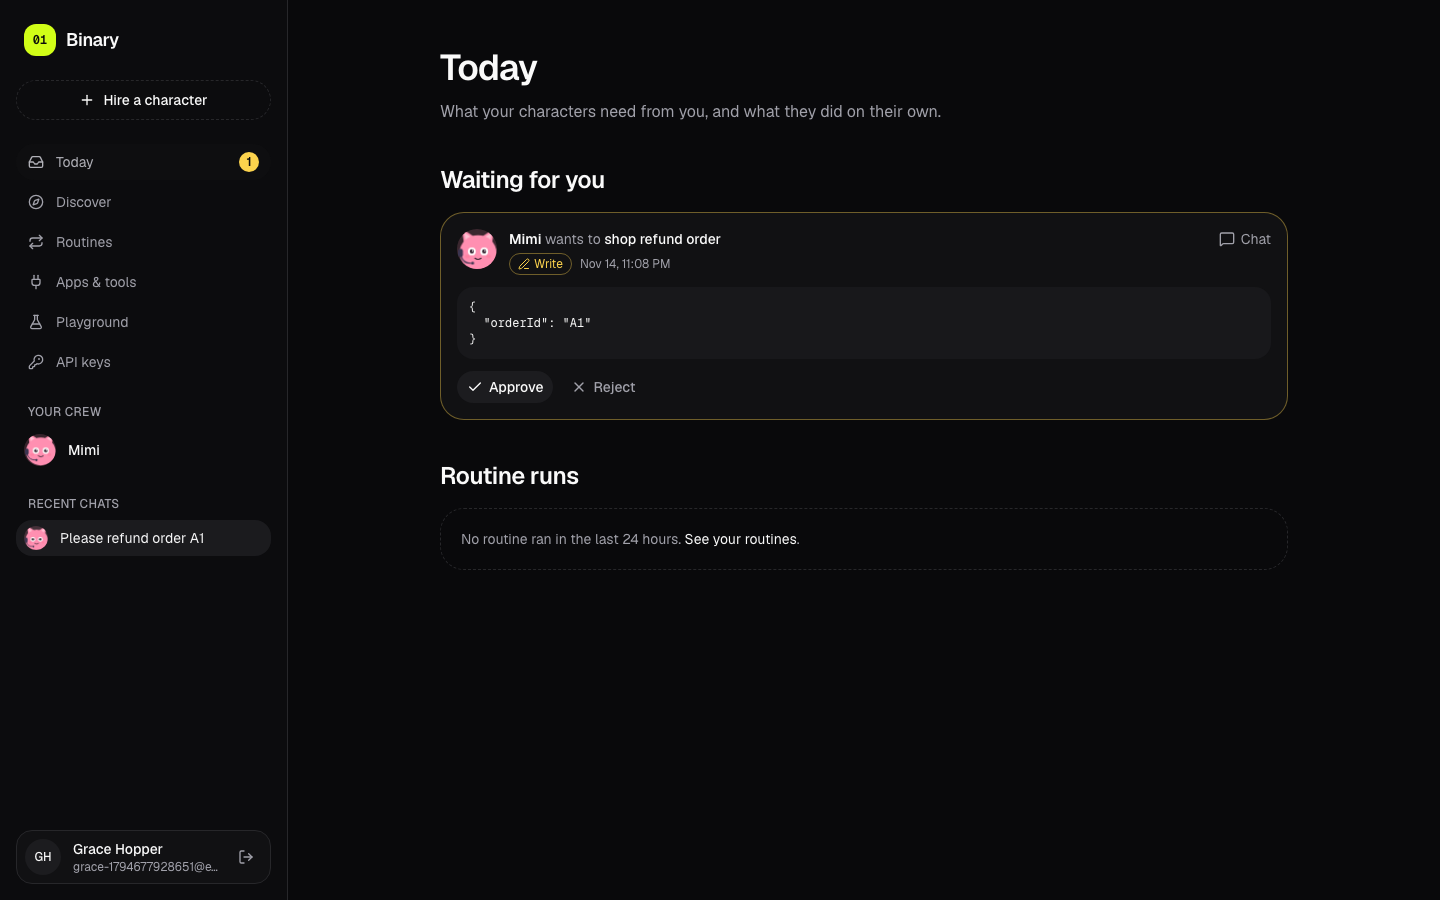 01 Binary
Hire a character
Today 1
Discover
Routines
Apps & tools
Playground
API keys
YOUR CREW
Mimi
RECENT CHATS
Please refund order A1
GH
Grace Hopper
grace-1794677928651@e...
Today
What your characters need from you, and what they did on their own.
Waiting for you
Mimi wants to shop refund order
Chat
Write Nov 14, 11:08 PM
{
"orderId": "A1"
}
Approve Reject
Routine runs
No routine ran in the last 24 hours. See your routines.